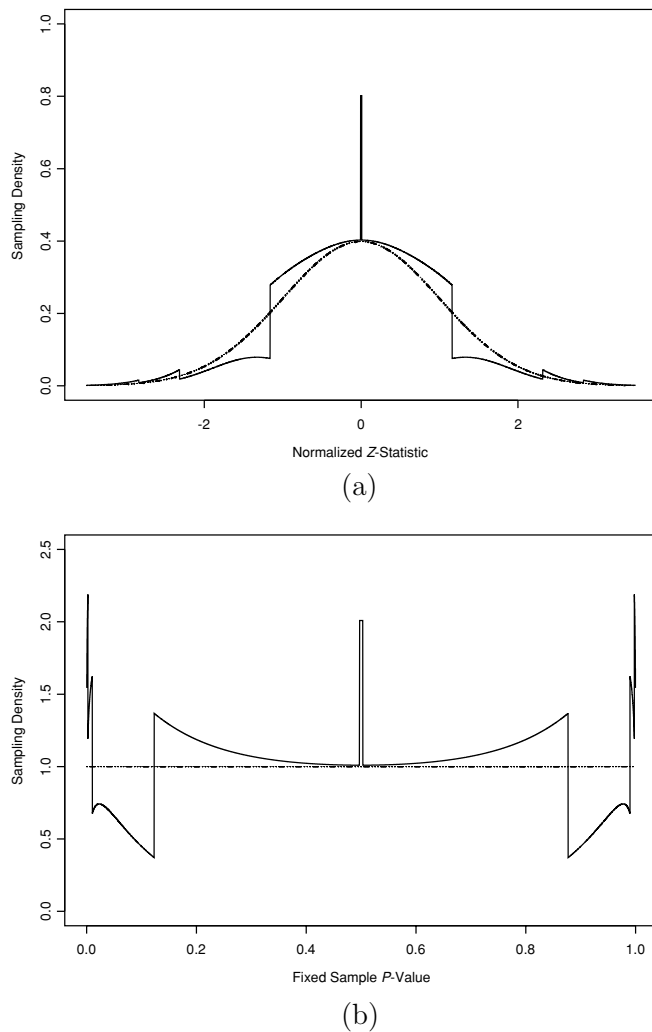 1.0
0.8
0.6
0.4
0.2
0.0
Sampling Density
-2 0 2
Normalized Z-Statistic
(a)
2.5
2.0
1.5
1.0
0.5
0.0
Sampling Density
0.0 0.2 0.4 0.6 0.8 1.0
Fixed Sample P-Value
(b)